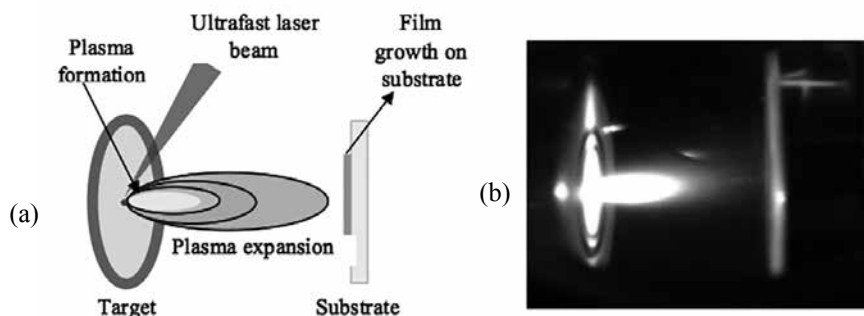 Ultrafast laser
beam
Plasma
formation
Film
growth on
substrate
(a)
Plasma expansion
Target
Substrate
(b)